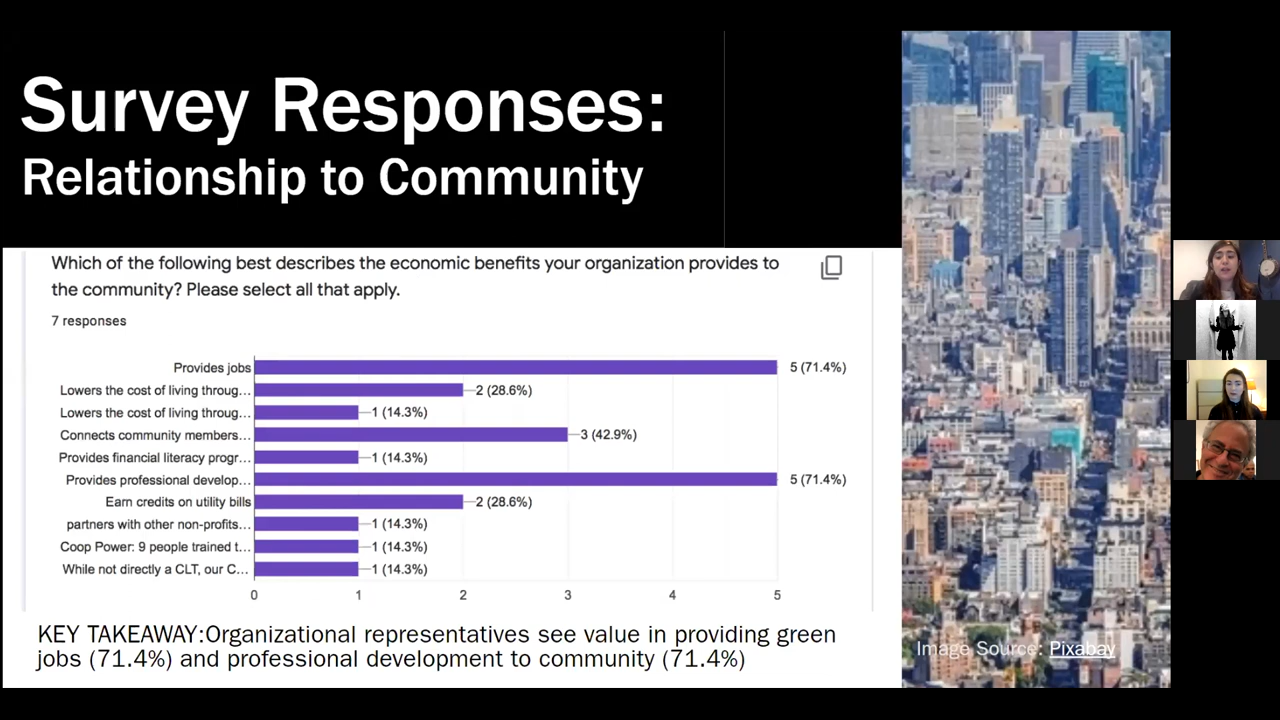 Survey Responses:
Relationship to Community
Which of the following best describes the economic benefits your organization provides to
the community? Please select all that apply.
7 responses
Provides jobs 5 (71.4%)
Lowers the cost of living throug... 2 (28.6%)
Lowers the cost of living throug... 1 (14.3%)
Connects community members... 3 (42.9%)
Provides financial literacy progr... 1 (14.3%)
Provides professional develop... 5 (71.4%)
Earn credits on utility bills 2 (28.6%)
partners with other non-profits... 1 (14.3%)
Coop Power: 9 people trained t... 1 (14.3%)
While not directly a CLT, our C... 1 (14.3%)
0 1 2 3 4 5
KEY TAKEAWAY:Organizational representatives see value in providing green
jobs (71.4%) and professional development to community (71.4%)
Image Source: Pixabay